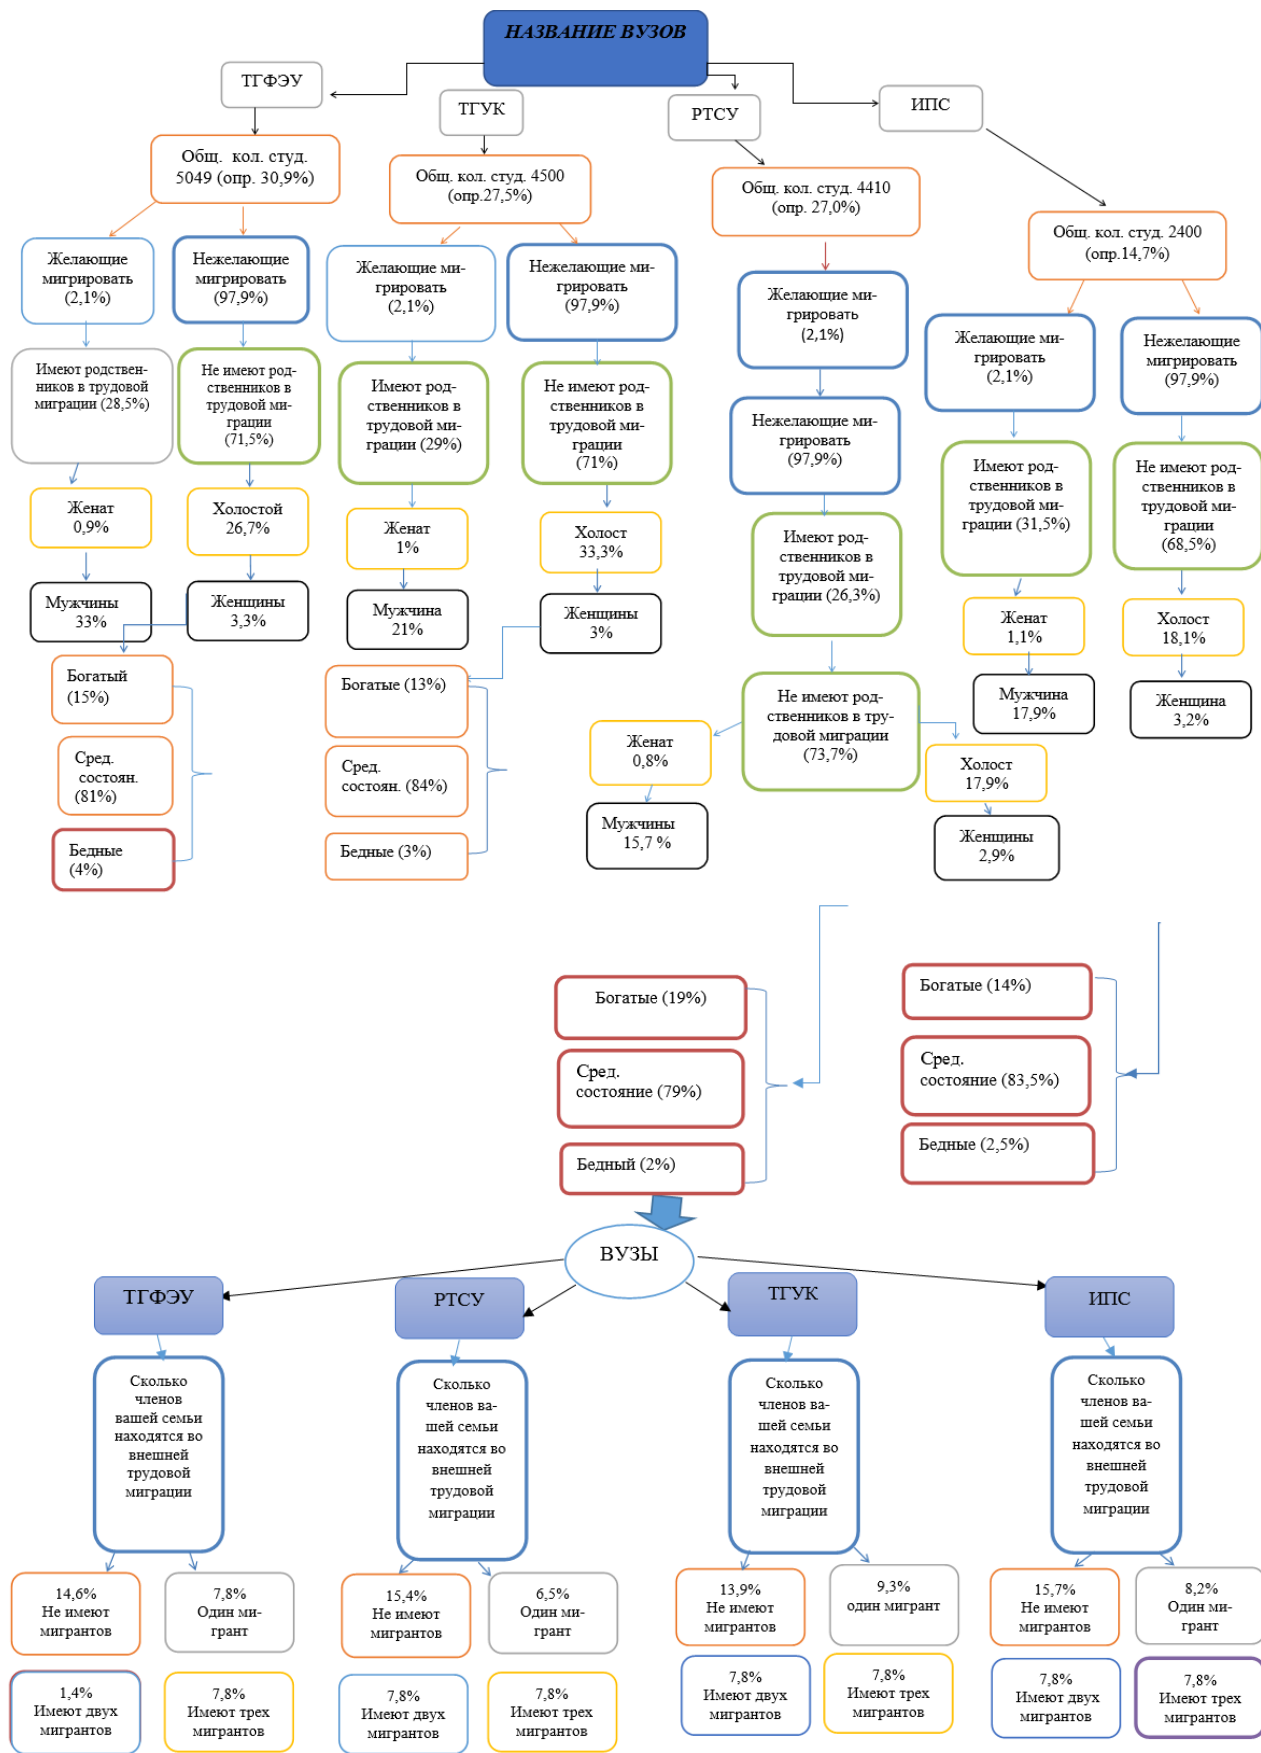 НАЗВАНИЕ ВУЗОВ
ТГФЭУ
ТГУК
РТСУ
ИПС
Общ. кол. студ.
5049 (опр. 30,9%)
Общ. кол. студ. 4500
(опр.27,5%)
Общ. кол. студ. 4410
(опр. 27,0%)
Общ. кол. студ. 2400
(опр.14,7%)
Желающие
мигрировать
(2,1%)
Нежелающие
мигрировать
(97,9%)
Желающие ми-
грировать
(2,1%)
Нежелающие ми-
грировать
(97,9%)
Желающие ми-
грировать
(2,1%)
Желающие ми-
грировать
(2,1%)
Нежелающие
мигрировать
(97,9%)
Имеют родствен-
ников в трудовой
миграции (28,5%)
Не имеют род-
ственников в
трудовой ми-
грации
(71,5%)
Имеют род-
ственников в
трудовой ми-
грации (29%)
Не имеют род-
ственников в
трудовой ми-
грации
(71%)
Нежелающие ми-
грировать
(97,9%)
Имеют род-
ственников в
трудовой ми-
грации (31,5%)
Не имеют род-
ственников в
трудовой ми-
грации
(68,5%)
Женат
0,9%
Холостой
26,7%
Женат
1%
Холост
33,3%
Имеют род-
ственников в
трудовой ми-
грации (26,3%)
Женат
1,1%
Холост
18,1%
Мужчины
33%
Женщины
3,3%
Мужчина
21%
Женщины
3%
Мужчина
17,9%
Женщина
3,2%
Богатый
(15%)
Сред.
состоян.
(81%)
Бедные
(4%)
Богатые (13%)
Сред.
состоян. (84%)
Бедные (3%)
Не имеют род-
ственников в тру-
довой миграции
(73,7%)
Женат
0,8%
Холост
17,9%
Мужчины
15,7 %
Женщины
2,9%
Богатые (19%)
Сред.
состояние (79%)
Бедный (2%)
Богатые (14%)
Сред.
состояние (83,5%)
Бедные (2,5%)
ВУЗЫ
ТГФЭУ
РТСУ
ТГУК
ИПС
Сколько
членов
вашей семьи
находятся во
внешней
трудовой
миграции
Сколько
членов ва-
шей семьи
находятся во
внешней
трудовой
миграции
Сколько
членов ва-
шей семьи
находятся во
внешней
трудовой
миграции
Сколько
членов ва-
шей семьи
находятся во
внешней
трудовой
миграции
14,6%
Не имеют
мигрантов
7,8%
Один ми-
грант
15,4%
Не имеют
мигрантов
6,5%
Один ми-
грант
13,9%
Не имеют
мигрантов
9,3%
один мигрант
15,7%
Не имеют
мигрантов
8,2%
Один ми-
грант
1,4%
Имеют двух
мигрантов
7,8%
Имеют трех
мигрантов
7,8%
Имеют двух
мигрантов
7,8%
Имеют трех
мигрантов
7,8%
Имеют двух
мигрантов
7,8%
Имеют трех
мигрантов
7,8%
Имеют двух
мигрантов
7,8%
Имеют трех
мигрантов